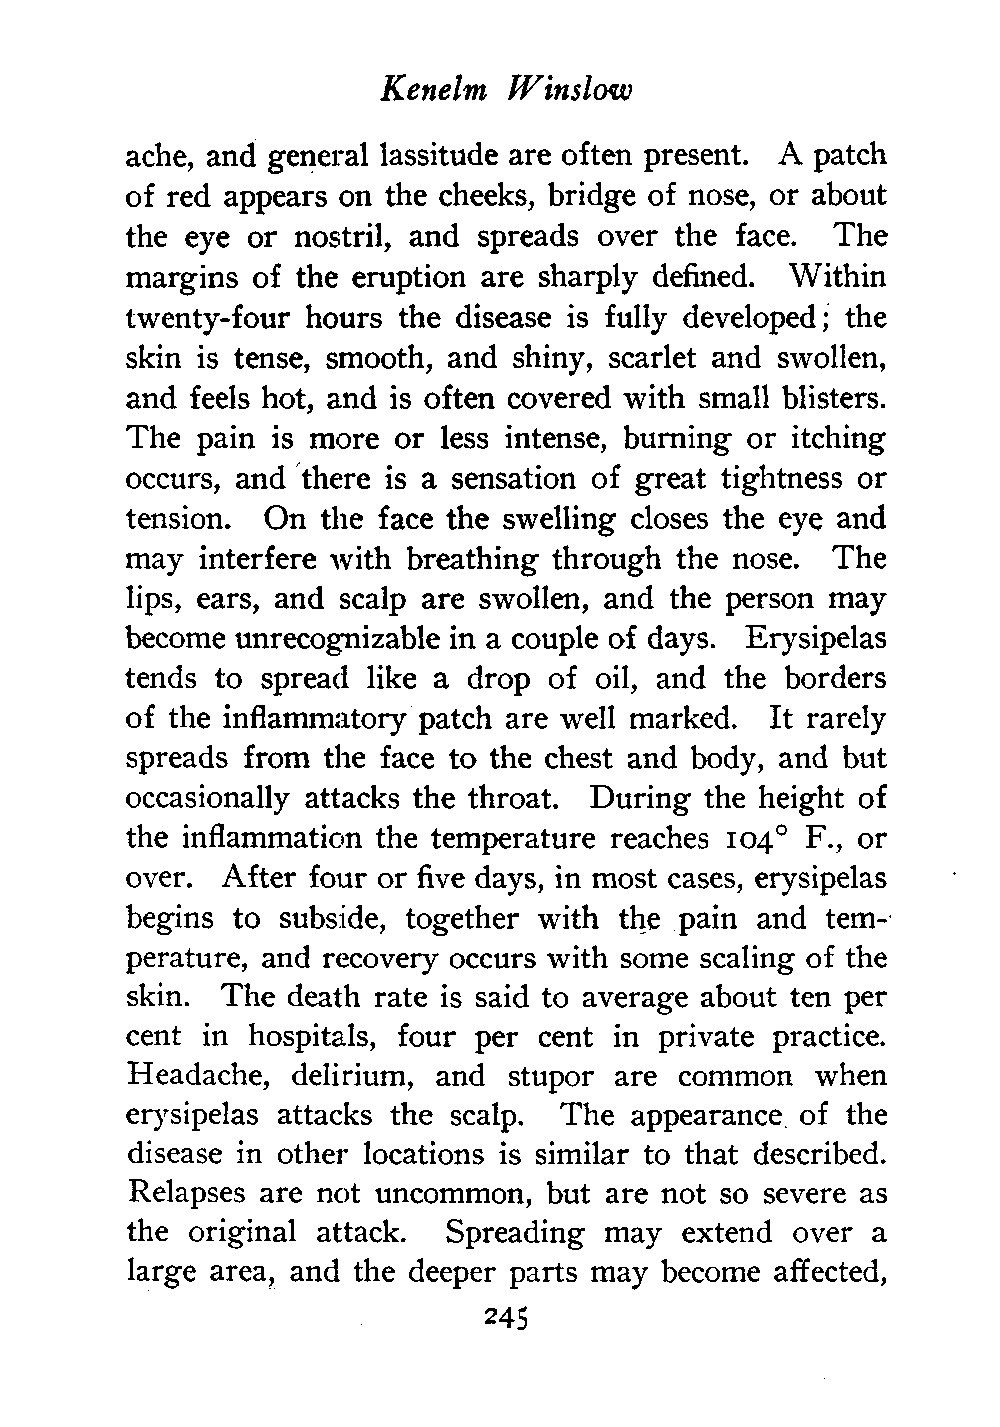 Kenelm Winslow
ache, and general lassitude are often present. A patch
of red appears on the cheeks, bridge of nose, or about
the eye or nostril, and spreads over the face. The
margins of the eruption are sharply defined. Within
twenty-four hours the disease is fully developed; the
skin is tense, smooth, and shiny, scarlet and swollen,
and feels hot, and is often covered with small blisters.
The pain is more or less intense, burning or itching
occurs, and there is a sensation of great tightness or
tension. On the face the swelling closes the eye and
may interfere with breathing through the nose. The
lips, ears, and scalp are swollen, and the person may
become unrecognizable in a couple of days. Erysipelas
tends to spread like a drop of oil, and the borders
of the inflammatory patch are well marked. It rarely
spreads from the face to the chest and body, and but
occasionally attacks the throat. During the height of
the inflammation the temperature reaches 104° F., or
over. After four or five days, in most cases, erysipelas
begins to subside, together with the pain and tem-
perature, and recovery occurs with some scaling of the
skin. The death rate is said to average about ten per
cent in hospitals, four per cent in private practice.
Headache, delirium, and stupor are common when
erysipelas attacks the scalp. The appearance of the
disease in other locations is similar to that described.
Relapses are not uncommon, but are not so severe as
the original attack. Spreading may extend over a
large area, and the deeper parts may become affected,
245